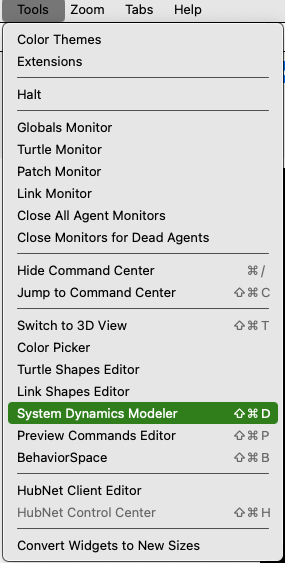 Tools Zoom Tabs Help
Color Themes
Extensions
Halt
Globals Monitor
Turtle Monitor
Patch Monitor
Link Monitor
Close All Agent Monitors
Close Monitors for Dead Agents
Hide Command Center ⌘ /
Jump to Command Center ⇧⌘ C
Switch to 3D View ⇧⌘ T
Color Picker
Turtle Shapes Editor
Link Shapes Editor
System Dynamics Modeler ⇧⌘ D
Preview Commands Editor ⇧⌘ P
BehaviorSpace ⇧⌘ B
HubNet Client Editor
HubNet Control Center ⇧⌘ H
Convert Widgets to New Sizes